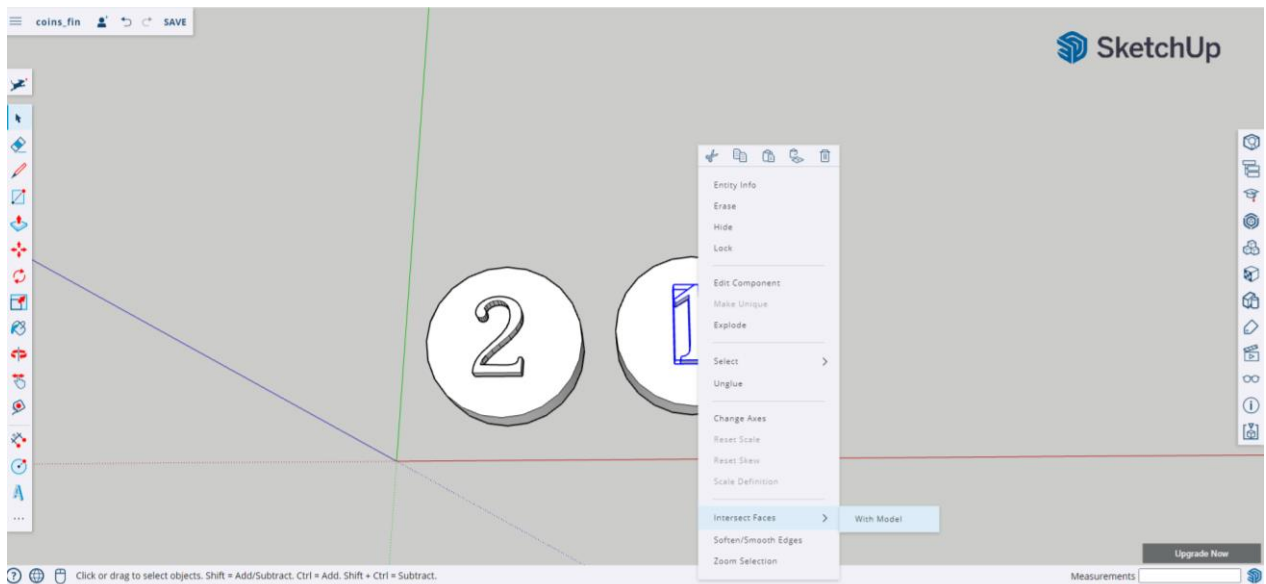 coins_fin SAVE
SketchUp
Entity Info
Erase
Hide
Lock
Edit Component
Make Unique
Explode
Select
Unglue
Change Axes
Reset Scale
Reset Skew
Scale Definition
Intersect Faces
With Model
Soften/Smooth Edges
Zoom Selection
2
1
A
Upgrade Now
Click or drag to select objects. Shift = Add/Subtract. Ctrl = Add. Shift + Ctrl = Subtract.
Measurements